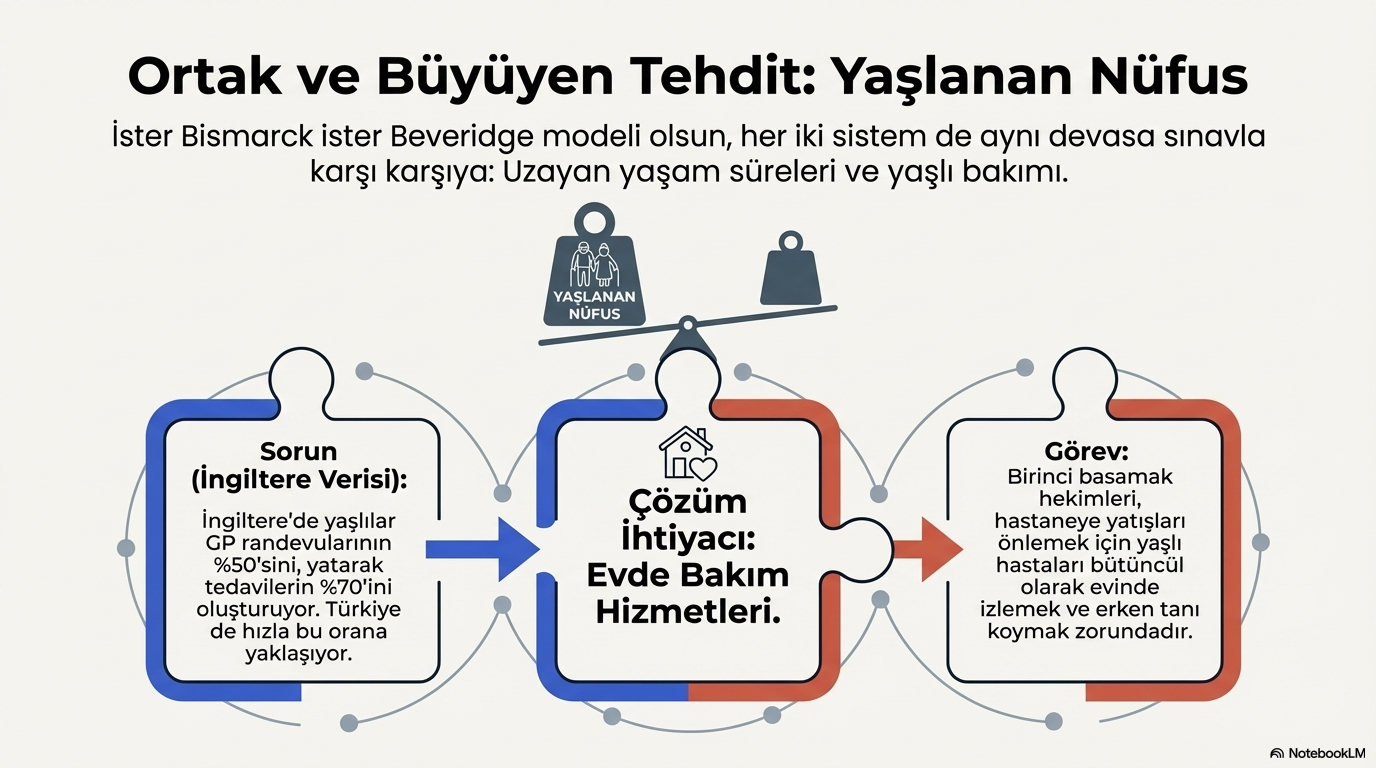 Ortak ve Büyüyen Tehdit: Yaşlanan Nüfus
İster Bismarck ister Beveridge modeli olsun, her iki sistem de aynı devasa sınavla
karşı karşıya: Uzayan yaşam süreleri ve yaşlı bakımı.
YAŞLANAN
NÜFUS
Sorun
(İngiltere Verisi):
İngiltere'de yaşlılar
GP randevularının
%50'sini, yatarak
tedavilerin %70'ini
oluşturuyor. Türkiye
de hızla bu orana
yaklaşıyor.
Çözüm
İhtiyacı:
Evde Bakım
Hizmetleri.
Görev:
Birinci basamak
hekimleri,
hastaneye yatışları
önlemek için yaşlı
hastaları bütüncül
olarak evinde
izlemek ve erken tanı
koymak zorundadır.
NotebookLM